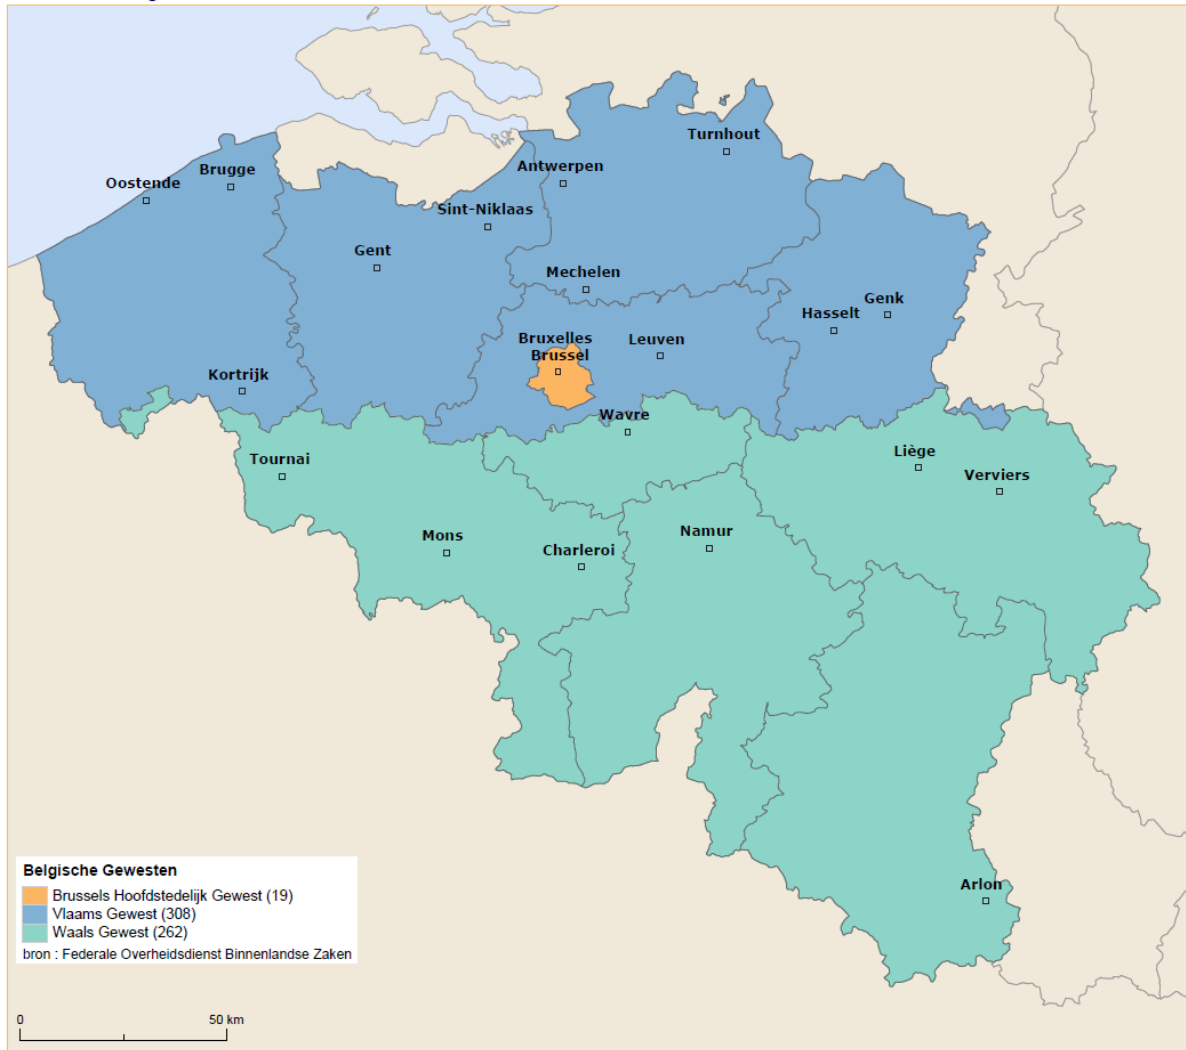 Turnhout
Antwerpen
Brugge
Oostende
Sint-Niklaas
Gent
Mechelen
Genk
Hasselt
Bruxelles
Brussel
Leuven
Kortrijk
Wavre
Tournai
Liège
Verviers
Mons
Namur
Charleroi
Arlon
Belgische Gewesten
Brussels Hoofdstedelijk Gewest (19)
Vlaams Gewest (308)
Waals Gewest (262)
bron : Federale Overheidsdienst Binnenlandse Zaken
0 50 km